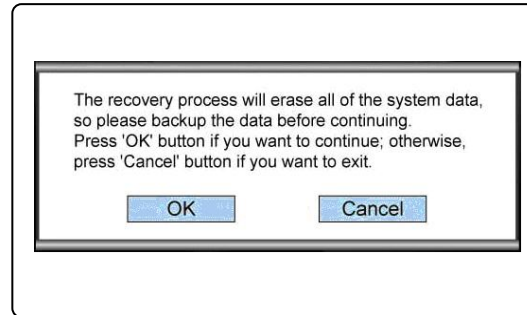 The recovery process will erase all of the system data,
so please backup the data before continuing.
Press 'OK' button if you want to continue; otherwise,
press 'Cancel' button if you want to exit.
OK
Cancel